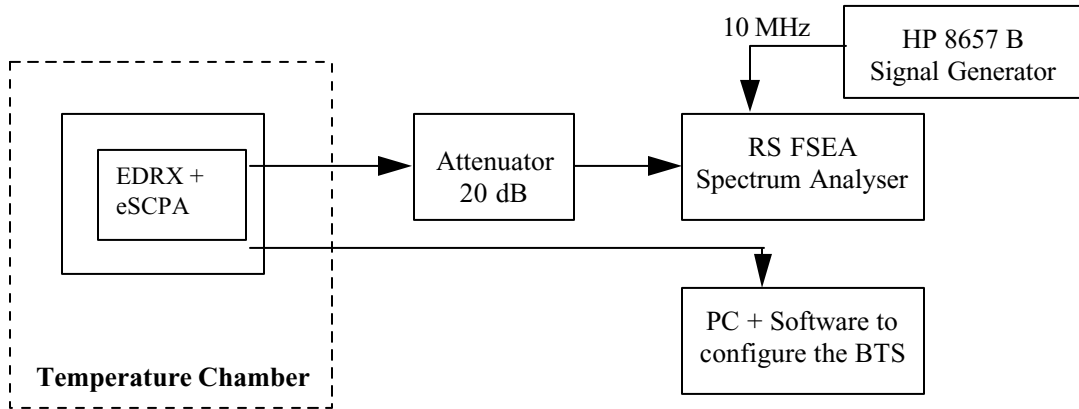 10 MHz
HP 8657 B
Signal Generator
EDRX +
eSCPA
Attenuator
20 dB
RS FSEA
Spectrum Analyser
PC + Software to
configure the BTS
Temperature Chamber